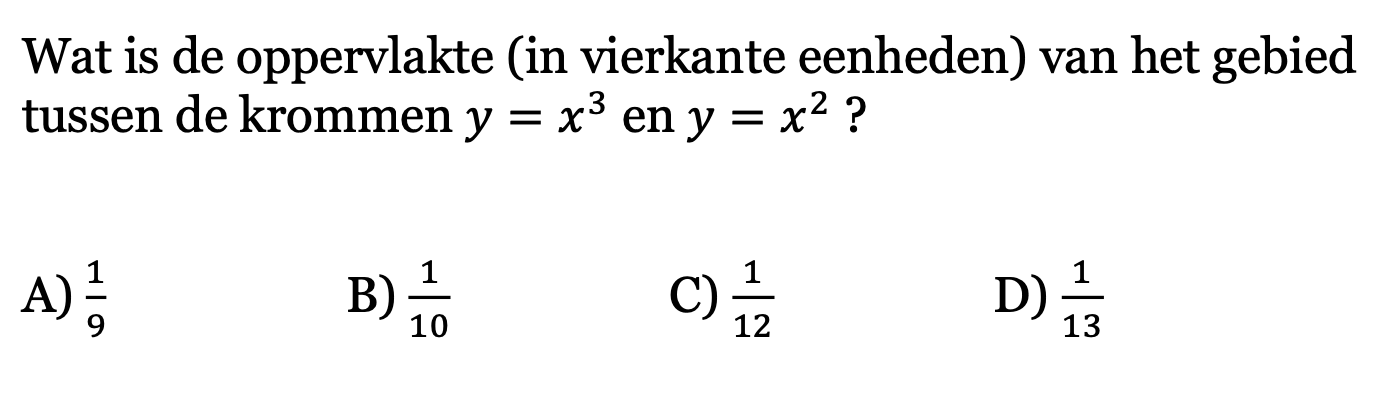 Wat is de oppervlakte (in vierkante eenheden) van het gebied
tussen de krommen y = x³ en y = x² ?
A) 1/9 B) 1/10 C) 1/12 D) 1/13